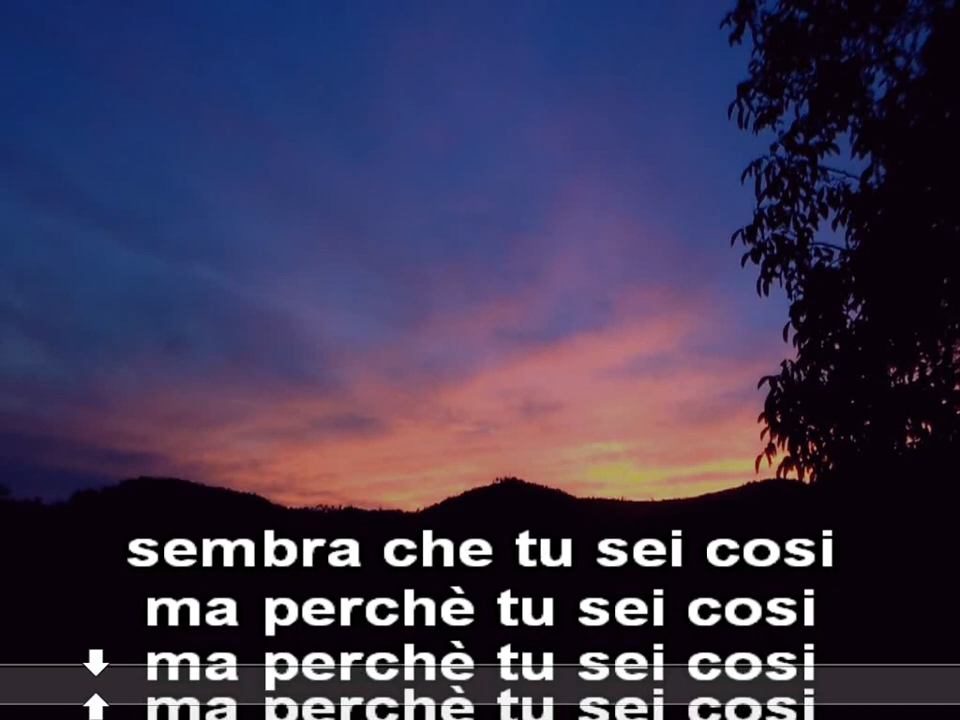 sembra che tu sei cosi
ma perchè tu sei cosi
ma perchè tu sei cosi
ma perchè tu sei cosi